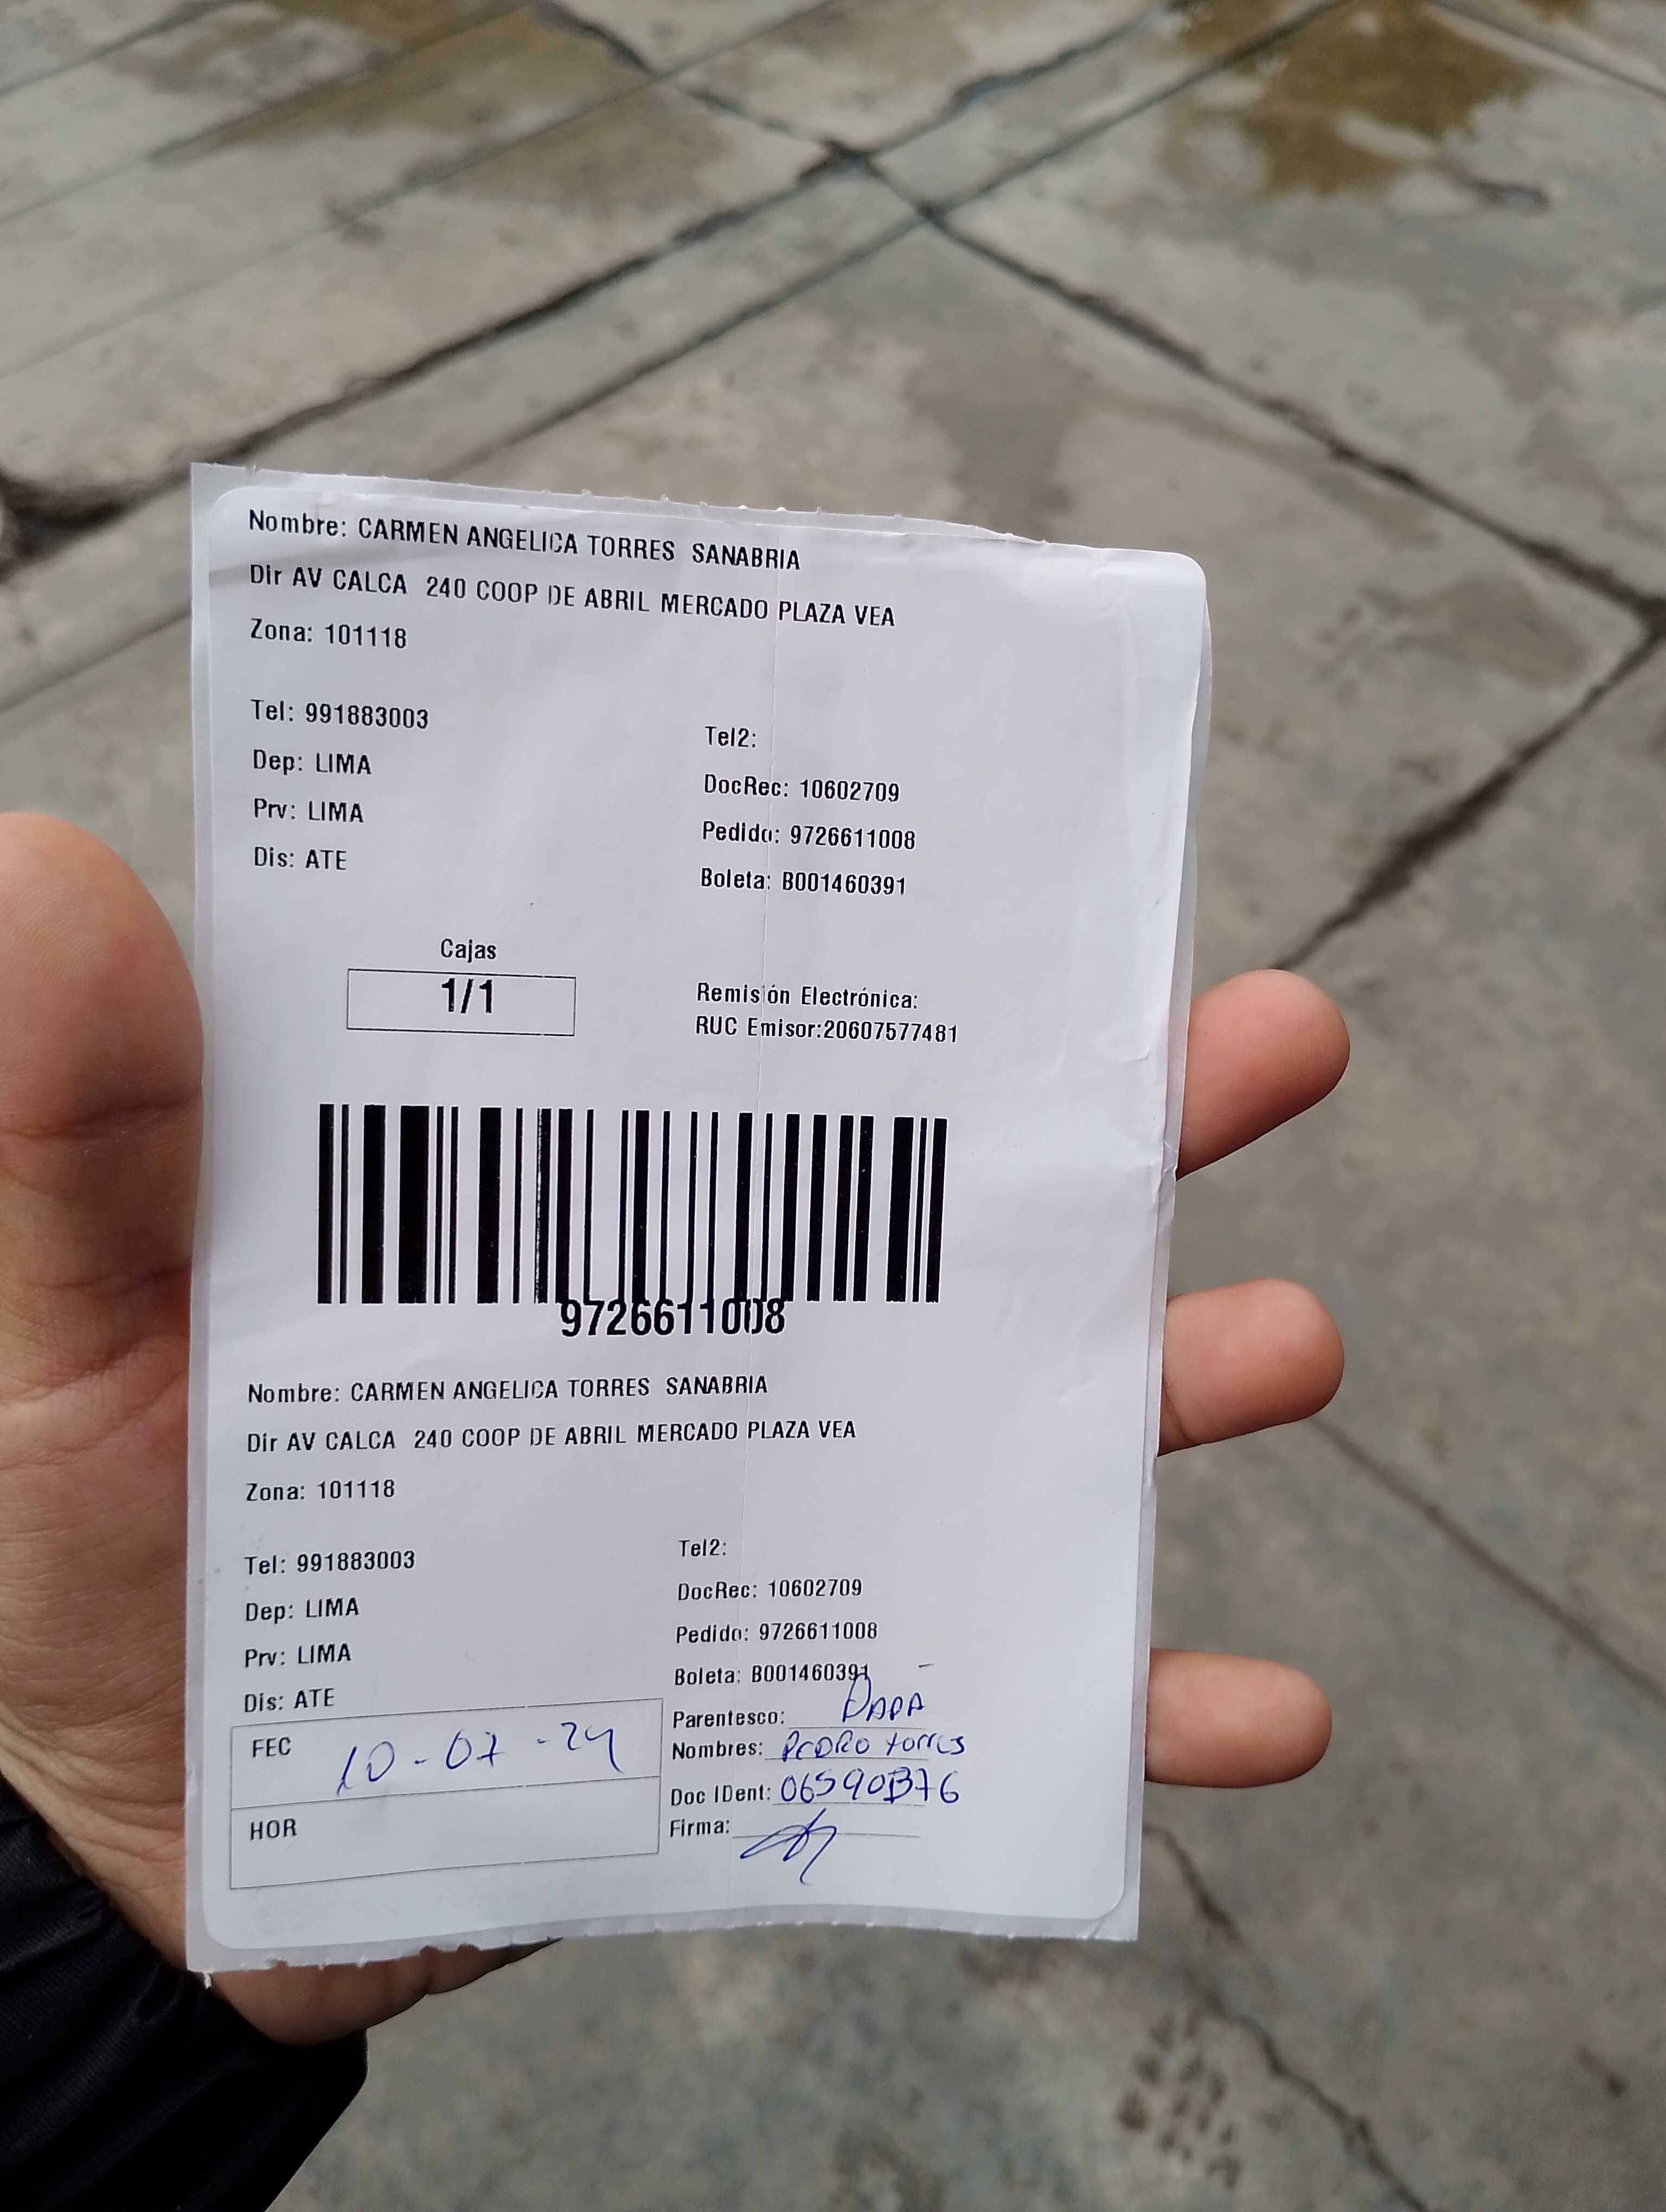 Nombre: CARMEN ANGELICA TORRES SANABRIA
Dir AV CALCA 240 COOP DE ABRIL MERCADO PLAZA VEA
Zona: 101118
Tel: 991883003
Tel2:
Dep: LIMA
DocRec: 10602709
Prv: LIMA
Pedido: 9726611008
Dis: ATE
Boleta: B001460391
Cajas
1/1
Remisión Electrónica:
RUC Emisor:20607577481
9726611008
Nombre: CARMEN ANGELICA TORRES SANABRIA
Dir AV CALCA 240 COOP DE ABRIL MERCADO PLAZA VEA
Zona: 101118
Tel: 991883003
Tel2:
Dep: LIMA
DocRec: 10602709
Prv: LIMA
Pedido: 9726611008
Dis: ATE
Boleta: B001460391
FEC 10-07-24
Parentesco: PAPA
Nombres: PEDRO torres
HOR
Doc IDent:
Firma: